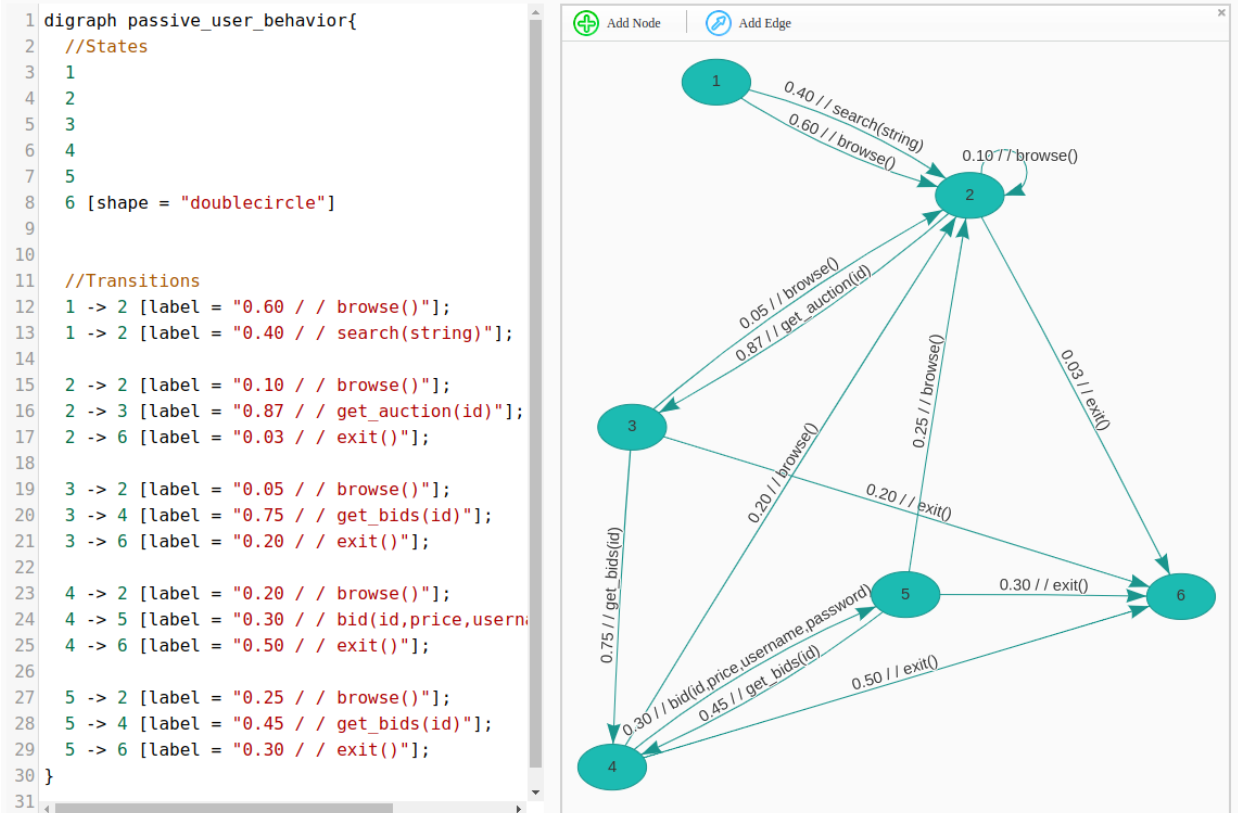 1 digraph passive_user_behavior{
2 //States
3 1
4 2
5 3
6 4
7 5
8 6 [shape = "doublecircle"]
9
10
11 //Transitions
12 1 -> 2 [label = "0.60 / / browse()"];
13 1 -> 2 [label = "0.40 / / search(string)"];
14
15 2 -> 2 [label = "0.10 / / browse()"];
16 2 -> 3 [label = "0.87 / / get_auction(id)"];
17 2 -> 6 [label = "0.03 / / exit()"];
18
19 3 -> 2 [label = "0.05 / / browse()"];
20 3 -> 4 [label = "0.75 / / get_bids(id)"];
21 3 -> 6 [label = "0.20 / / exit()"];
22
23 4 -> 2 [label = "0.20 / / browse()"];
24 4 -> 5 [label = "0.30 / / bid(id,price,usern
25 4 -> 6 [label = "0.50 / / exit()"];
26
27 5 -> 2 [label = "0.25 / / browse()"];
28 5 -> 4 [label = "0.45 / / get_bids(id)"];
29 5 -> 6 [label = "0.30 / / exit()"];
30 }
31
Add Node
Add Edge
1
0.40 / / search(string)
0.60 / / browse()
0.10 / / browse()
2
0.05 / / browse()
0.87 / / get_auction(id)
0.25 / / browse()
0.03 / / exit()
3
0.20 / / browse()
0.20 / / exit()
0.75 / / get_bids(id)
5
0.30 / / exit()
6
0.30 / / bid(id,price,username,password)
0.45 / / get_bids(id)
0.50 / / exit()
4